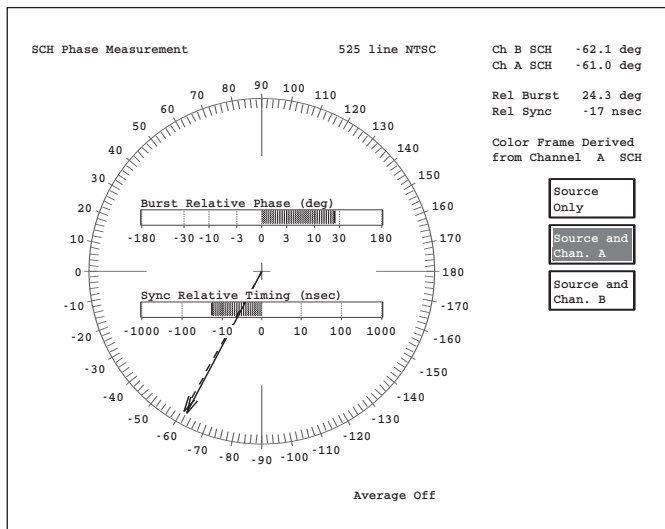 SCH Phase Measurement
525 line NTSC
Ch B SCH -62.1 deg
Ch A SCH -61.0 deg
Rel Burst 24.3 deg
Rel Sync -17 nsec
Color Frame Derived
from Channel A SCH
Source
Only
Source and
Chan. A
Source and
Chan. B
90
80
100
70
110
60
120
50
130
40
140
30
150
20
160
10
170
0
180
-10
-170
-20
-160
-30
-150
-40
-140
-50
-130
-60
-120
-70
-110
-80
-100
-90
Burst Relative Phase (deg)
-180 -30 -10 -3 0 3 10 30 180
Sync Relative Timing (nsec)
-1000 -100 -10 0 10 100 1000
Average Off